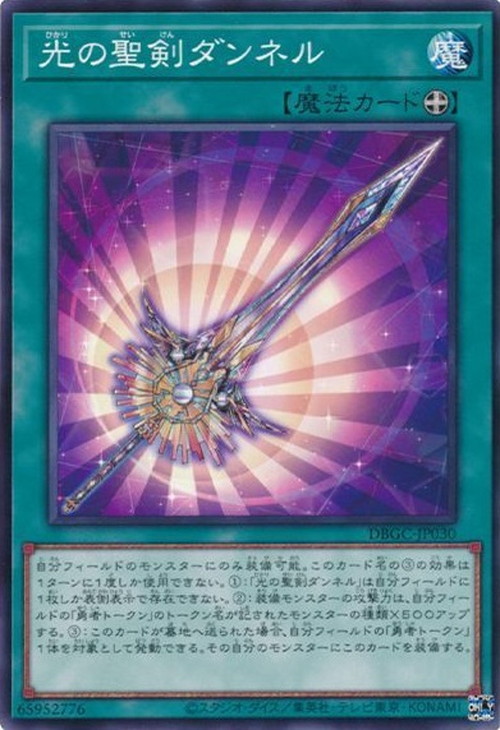 光の聖剣ダンネル
魔
【魔法カード】
DBGC-JP030
自分フィールドのモンスターにのみ装備可能。このカード名の③の効果は
1ターンに1度しか使用できない。①:「光の聖剣ダンネル」は自分フィールドに
1枚しか表側表示で存在できない。②:装備モンスターの攻撃力は、自分フィー
ルドの「勇者トークン」のトークン名が記されたモンスターの種類×500アップ
する。③:このカードが墓地へ送られた場合、自分フィールドの「勇者トークン」
1体を対象として発動できる。その自分のモンスターにこのカードを装備する。
65952776
©スタジオ・ダイス/集英社・テレビ東京・KONAMI